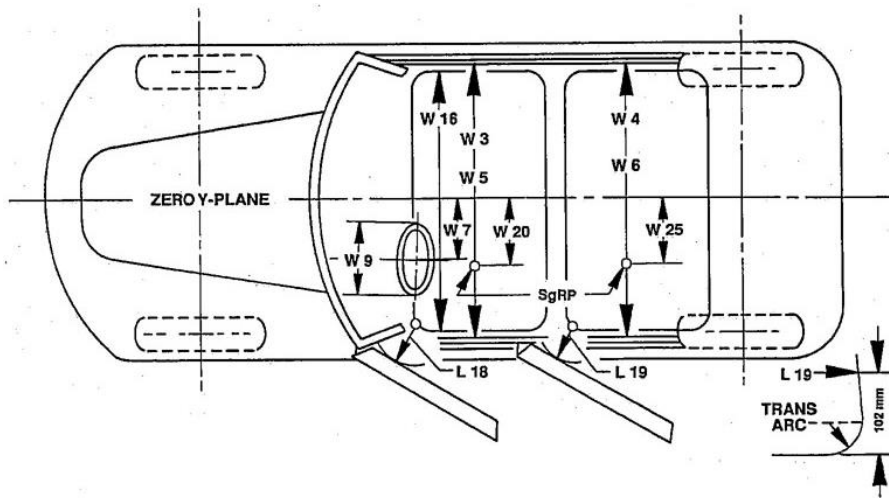 W 16
W 3
W 5
W 4
W 6
ZERO Y-PLANE
W 7
W 20
W 25
W 9
SgRP
L 18
L 19
L 19
TRANS
ARC
102 mm